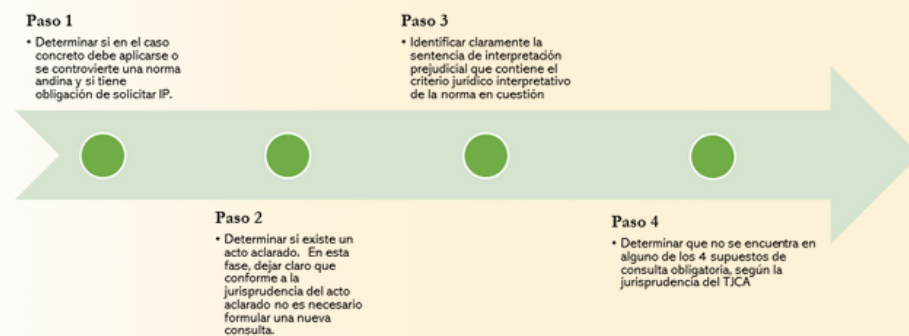 Paso 1
• Determinar si en el caso
concreto debe aplicarse o
se controvierte una norma
andina y si tiene
obligación de solicitar IP.
Paso 2
• Determinar si existe un
acto aclarado. En esta
fase, dejar claro que
conforme a la
jurisprudencia del acto
aclarado no es necesario
formular una nueva
consulta.
Paso 3
• Identificar claramente la
sentencia de interpretación
prejudicial que contiene el
criterio jurídico interpretativo
de la norma en cuestión
Paso 4
• Determinar que no se encuentra en
alguno de los 4 supuestos de
consulta obligatoria, según la
jurisprudencia del TJCA